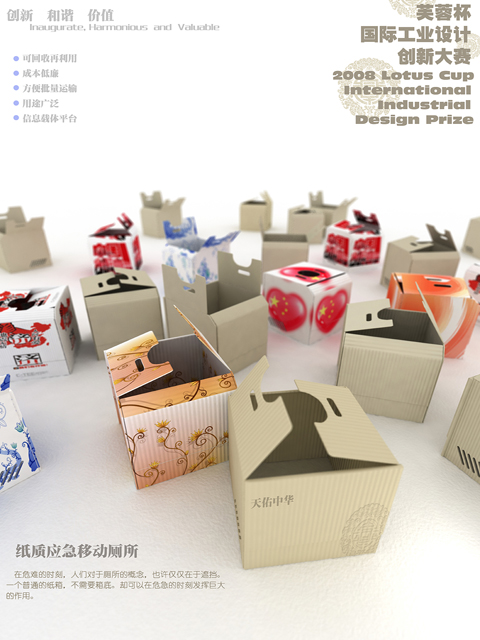 创新 和谐 价值
Inaugurate, Harmonious and Valuable
可回收再利用
成本低廉
方便批量运输
用途广泛
信息载体平台
芙蓉杯
国际工业设计
创新大赛
2008 Lotus Cup
International
Industrial
Design Prize
天佑中华
纸质应急移动厕所
在危难的时刻，人们对于厕所的概念，也许仅仅在于遮挡。
一个普通的纸箱，不需要箱底。却可以在危急的时刻发挥巨大
的作用。